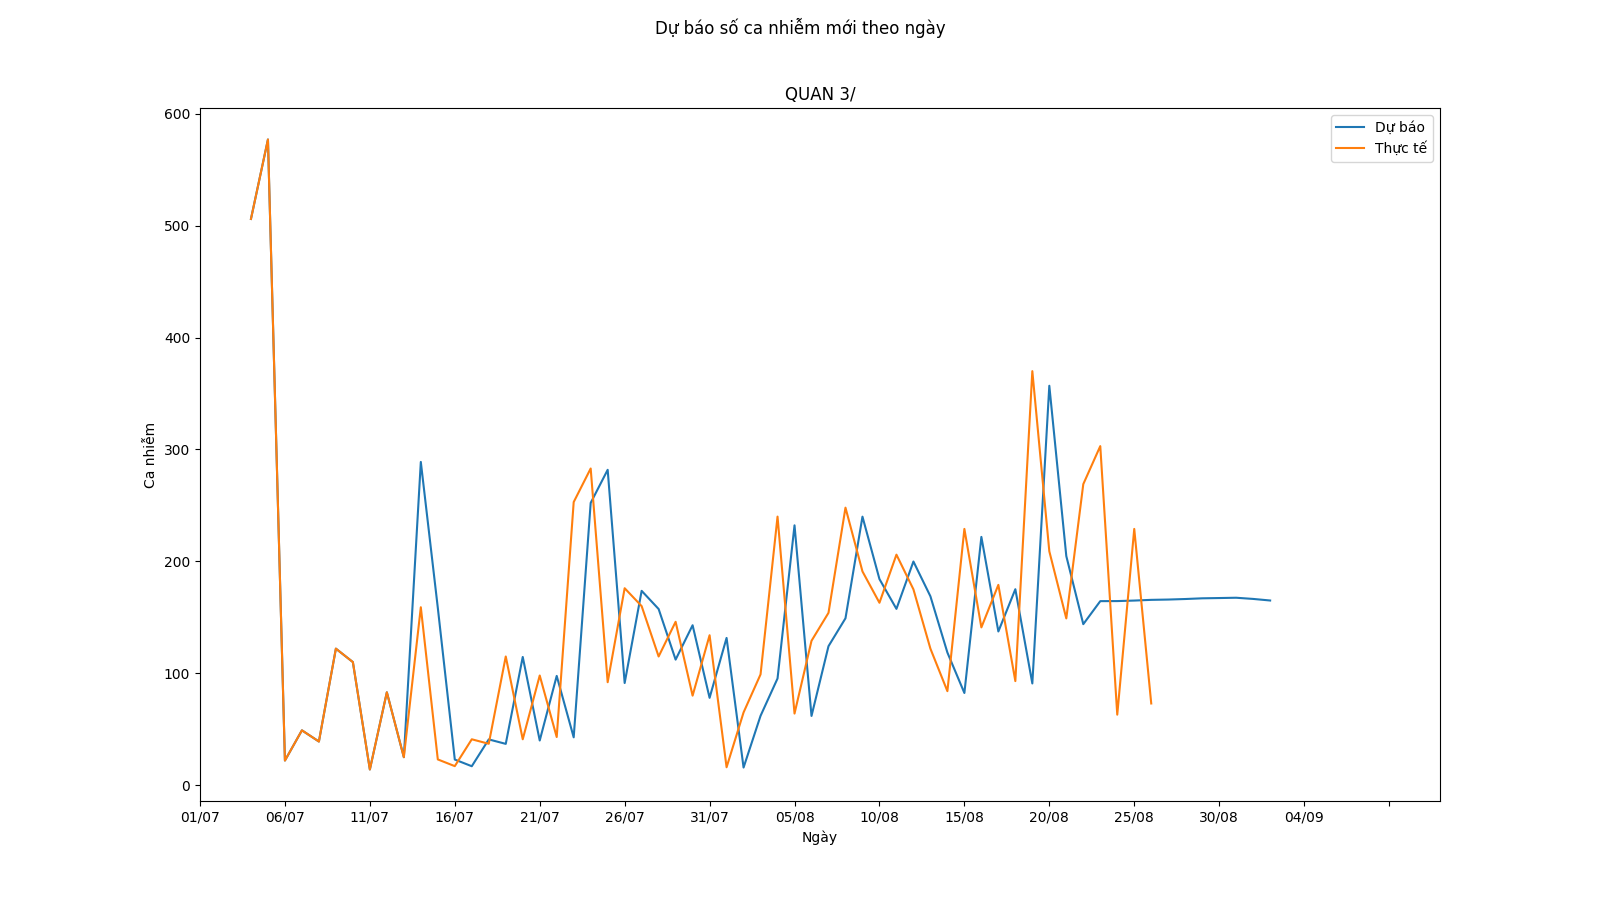 Dự báo số ca nhiễm mới theo ngày
QUAN 3/
Dự báo
Thực tế
600
500
400
300
200
100
0
Ca nhiễm
01/07 06/07 11/07 16/07 21/07 26/07 31/07 05/08 10/08 15/08 20/08 25/08 30/08 04/09
Ngày